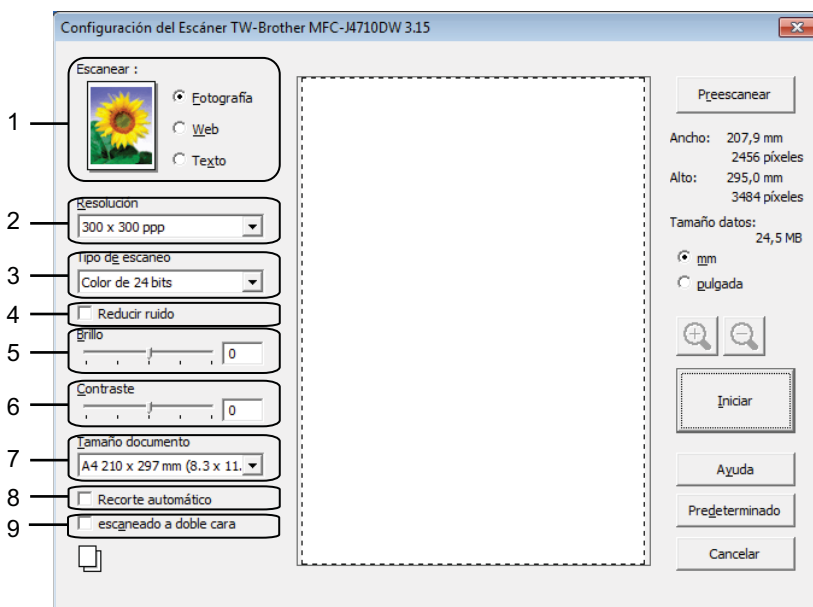 Configuración del Escáner TW-Brother MFC-J4710DW 3.15
1
Escanear :
Fotografía
Web
Texto
2
Resolución
300 x 300 ppp
3
Tipo de escaneo
Color de 24 bits
4
Reducir ruido
5
Brillo
0
6
Contraste
0
7
Tamaño documento
A4 210 x 297 mm (8.3 x 11.
8
Recorte automático
9
escaneado a doble cara
Preescanear
Ancho: 207,9 mm
2456 píxeles
Alto: 295,0 mm
3484 píxeles
Tamaño datos:
24,5 MB
mm
pulgada
Iniciar
Ayuda
Predeterminado
Cancelar